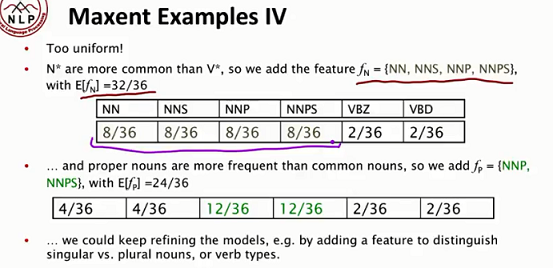 NLP
Maxent Examples IV
• Too uniform!
• N* are more common than V*, so we add the feature fN = {NN, NNS, NNP, NNPS},
with E[fN] =32/36
NN NNS NNP NNPS VBZ VBD
8/36 8/36 8/36 8/36 2/36 2/36
• … and proper nouns are more frequent than common nouns, so we add fP = {NNP,
NNPS}, with E[fP] =24/36
4/36 4/36 12/36 12/36 2/36 2/36
• … we could keep refining the models, e.g. by adding a feature to distinguish
singular vs. plural nouns, or verb types.